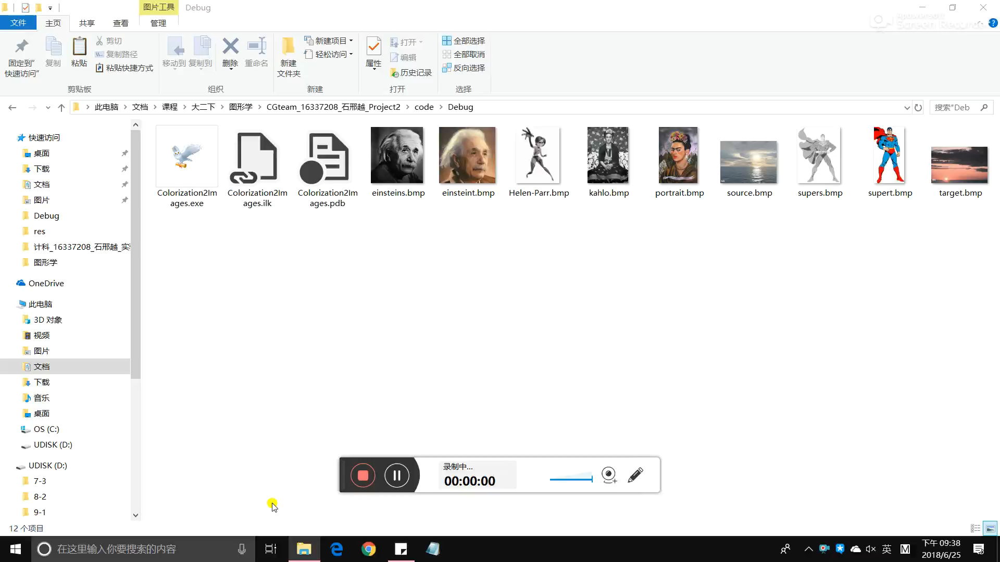 图片工具
Debug
文件
主页
共享
查看
管理
Apowersoft
Screen Recorder
固定到"
快速访问"
复制
粘贴
剪切
复制路径
粘贴快捷方式
剪贴板
移动到
复制到
删除
重命名
组织
新建
文件夹
新建项目
轻松访问
新建
属性
打开
编辑
历史记录
打开
全部选择
全部取消
反向选择
选择
此电脑 > 文档 > 课程 > 大二下 > 图形学 > CGteam_16337208_石邢越_Project2 > code > Debug
搜索"Deb
快速访问
桌面
下载
文档
图片
Debug
res
计科_16337208_石邢越_实
图形学
OneDrive
此电脑
3D 对象
视频
图片
文档
下载
音乐
桌面
OS (C:)
UDISK (D:)
UDISK (D:)
7-3
8-2
9-1
Colorization2Im
ages.exe
Colorization2Im
ages.ilk
Colorization2Im
ages.pdb
einsteins.bmp
einsteint.bmp
Helen-Parr.bmp
kahlo.bmp
portrait.bmp
source.bmp
supers.bmp
supert.bmp
target.bmp
录制中...
00:00:00
12 个项目
在这里输入你要搜索的内容
英
M
下午 09:38
2018/6/25